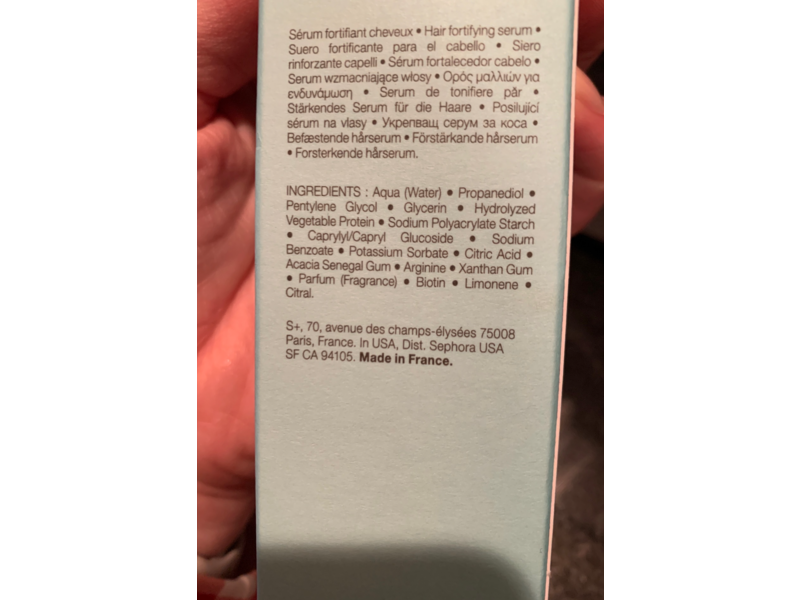 Sérum fortifiant cheveux • Hair fortifying serum •
Suero fortificante para el cabello • Siero
rinforzante capelli • Sérum fortalecedor cabelo •
Serum wzmacniające włosy • Ορός μαλλιών για
ενδυνάμωση • Serum de tonifiere păr •
Stärkendes Serum für die Haare • Posilující
sérum na vlasy • Укрепващ серум за коса •
Befæstende hårserum • Förstärkande hårserum
• Forsterkende hårserum.
INGREDIENTS : Aqua (Water) • Propanediol •
Pentylene Glycol • Glycerin • Hydrolyzed
Vegetable Protein • Sodium Polyacrylate Starch
• Caprylyl/Capryl Glucoside • Sodium
Benzoate • Potassium Sorbate • Citric Acid •
Acacia Senegal Gum • Arginine • Xanthan Gum
• Parfum (Fragrance) • Biotin • Limonene •
Citral.
S+, 70, avenue des champs-élysées 75008
Paris, France. In USA, Dist. Sephora USA
SF CA 94105. Made in France.